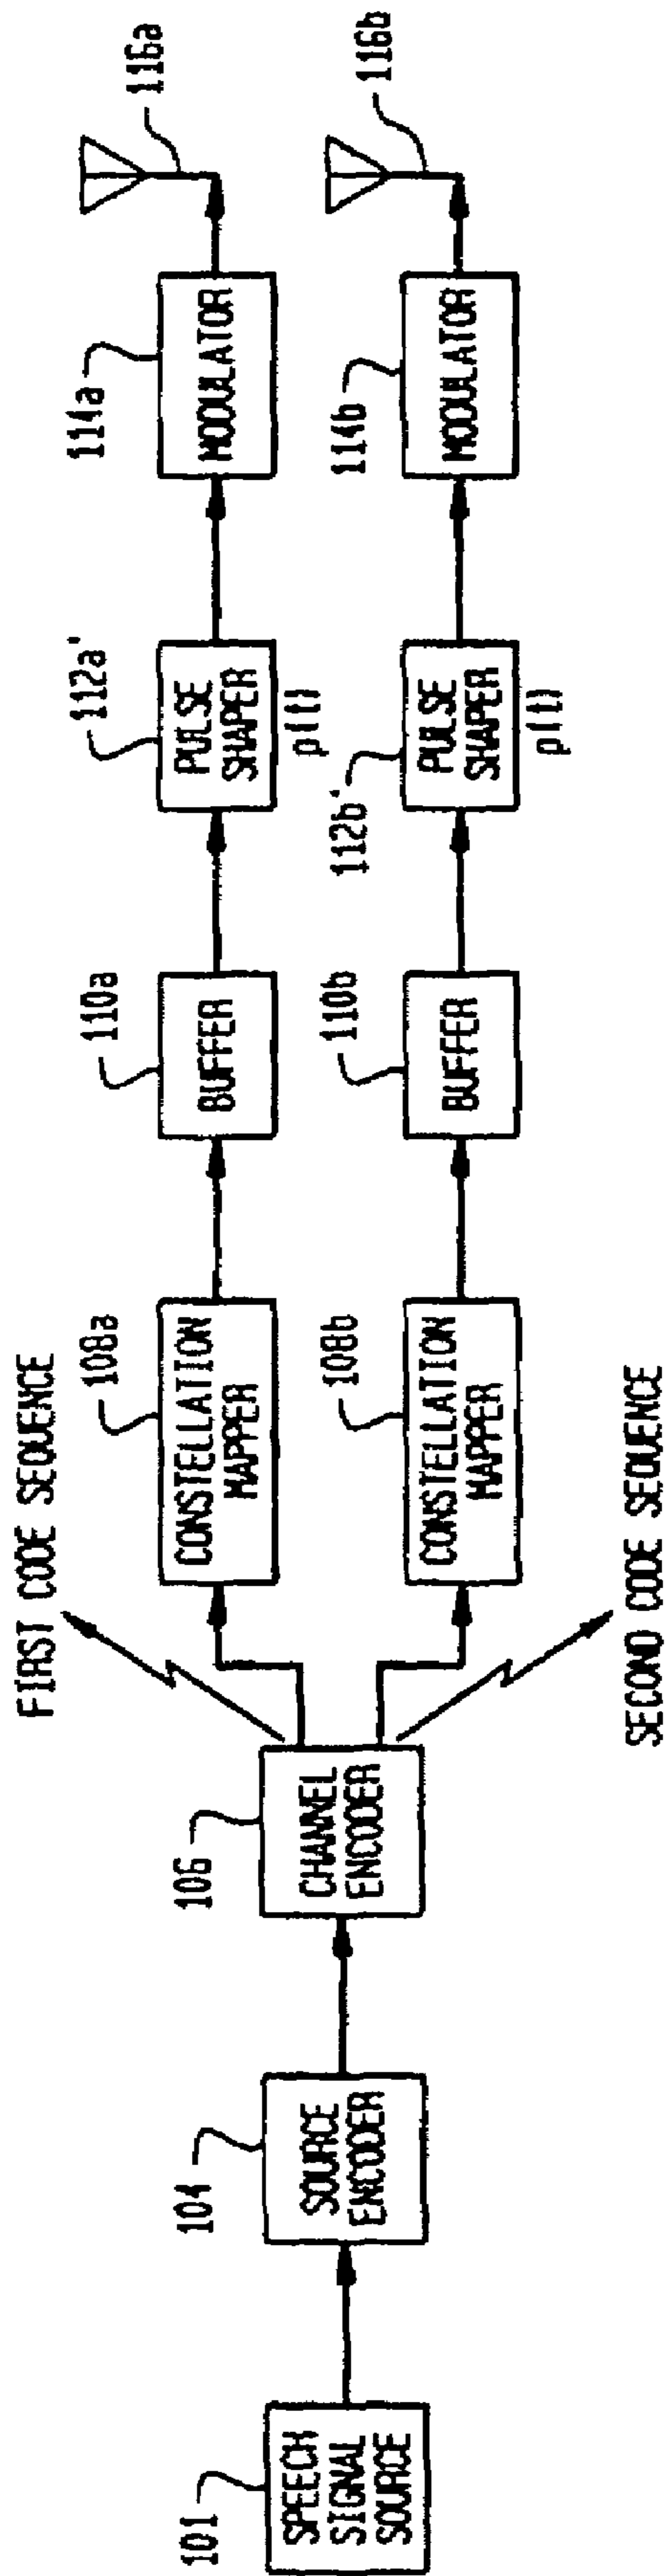 101
SPEECH
SIGNAL
SOURCE
104
SOURCE
ENCODER
106
CHANNEL
ENCODER
FIRST CODE SEQUENCE
SECOND CODE SEQUENCE
108a
CONSTELLATION
MAPPER
110a
BUFFER
112a'
PULSE
SHAPER
p(t)
114a
MODULATOR
116a
108b
CONSTELLATION
MAPPER
110b
BUFFER
112b'
PULSE
SHAPER
p(t)
114b
MODULATOR
116b